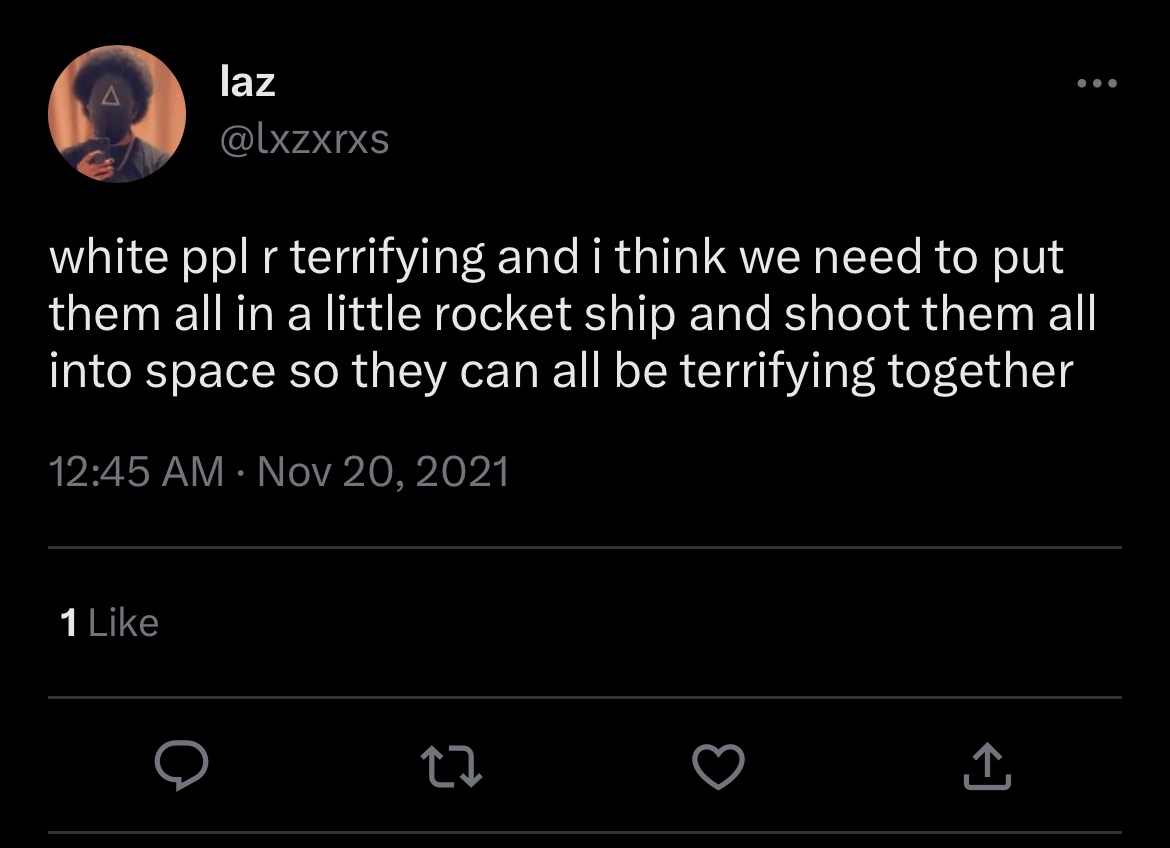 laz
@lxzxrxs
white ppl r terrifying and i think we need to put
them all in a little rocket ship and shoot them all
into space so they can all be terrifying together
12:45 AM · Nov 20, 2021
1 Like